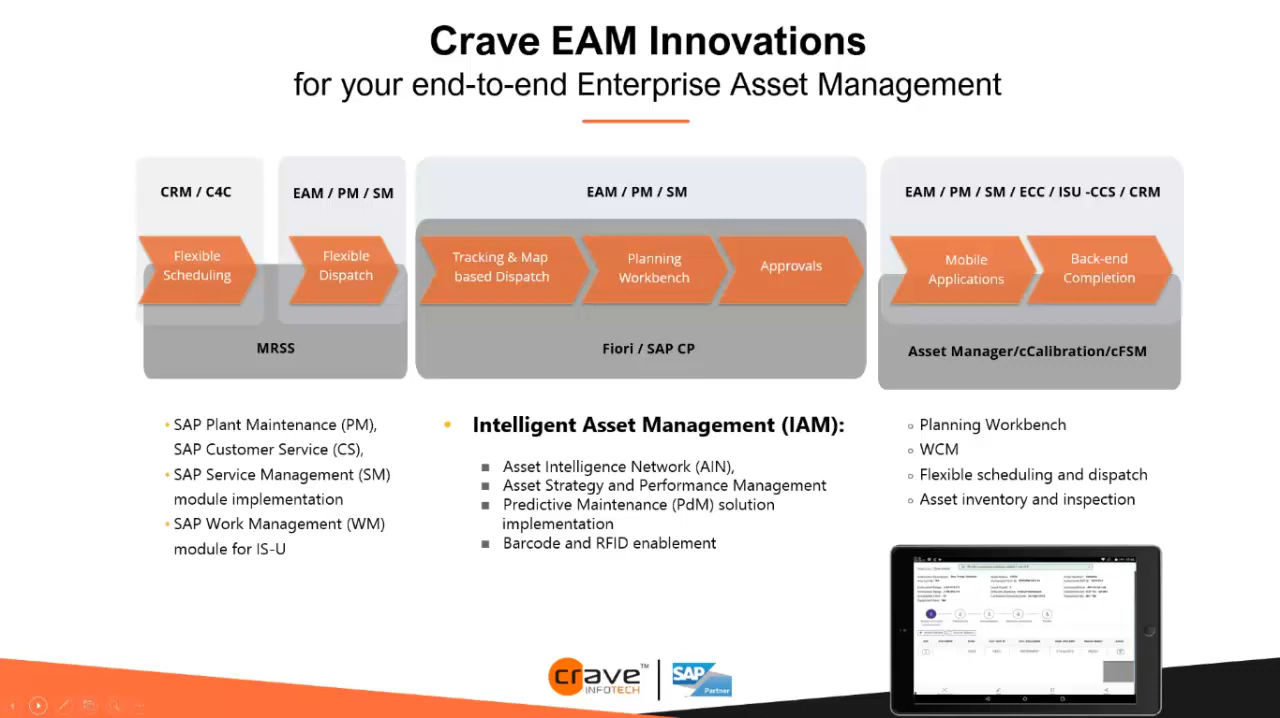 Crave EAM Innovations
for your end-to-end Enterprise Asset Management
CRM / C4C
EAM / PM / SM
EAM / PM / SM
EAM / PM / SM / ECC / ISU -CCS / CRM
Flexible
Scheduling
Flexible
Dispatch
Tracking & Map
based Dispatch
Planning
Workbench
Approvals
Mobile
Applications
Back-end
Completion
MRSS
Fiori / SAP CP
Asset Manager/cCalibration/cFSM
• SAP Plant Maintenance (PM),
SAP Customer Service (CS),
• SAP Service Management (SM)
module implementation
• SAP Work Management (WM)
module for IS-U
• Intelligent Asset Management (IAM):
■ Asset Intelligence Network (AIN),
■ Asset Strategy and Performance Management
■ Predictive Maintenance (PdM) solution
implementation
■ Barcode and RFID enablement
○ Planning Workbench
○ WCM
○ Flexible scheduling and dispatch
○ Asset inventory and inspection
crave™
INFOTECH
SAP
Partner